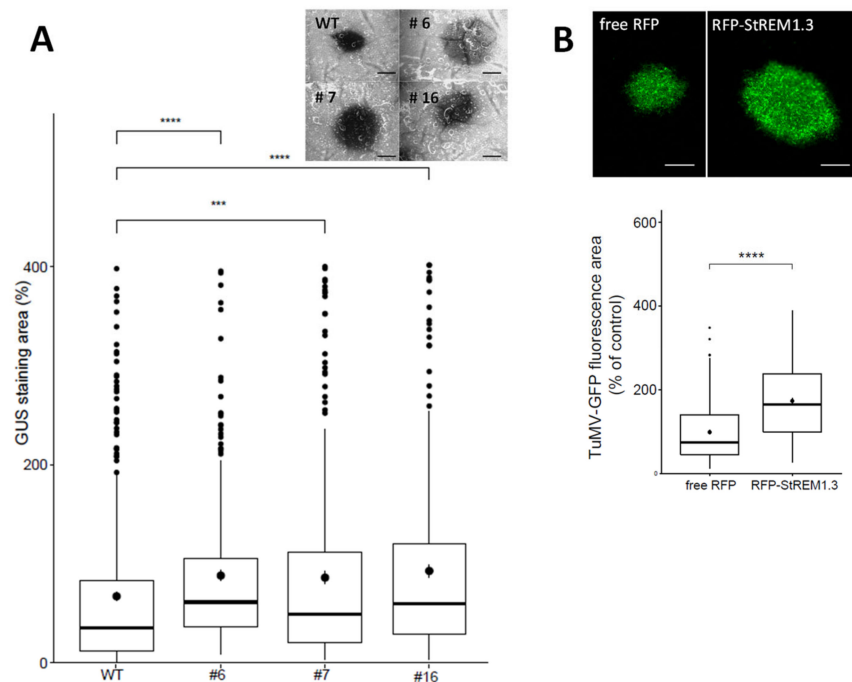 A
WT
# 6
# 7
# 16
****
****
***
GUS staining area (%)
400
200
0
WT
#6
#7
#16
B
free RFP
RFP-StREM1.3
TuMV-GFP fluorescence area
(% of control)
600
400
200
0
****
free RFP
RFP-StREM1.3